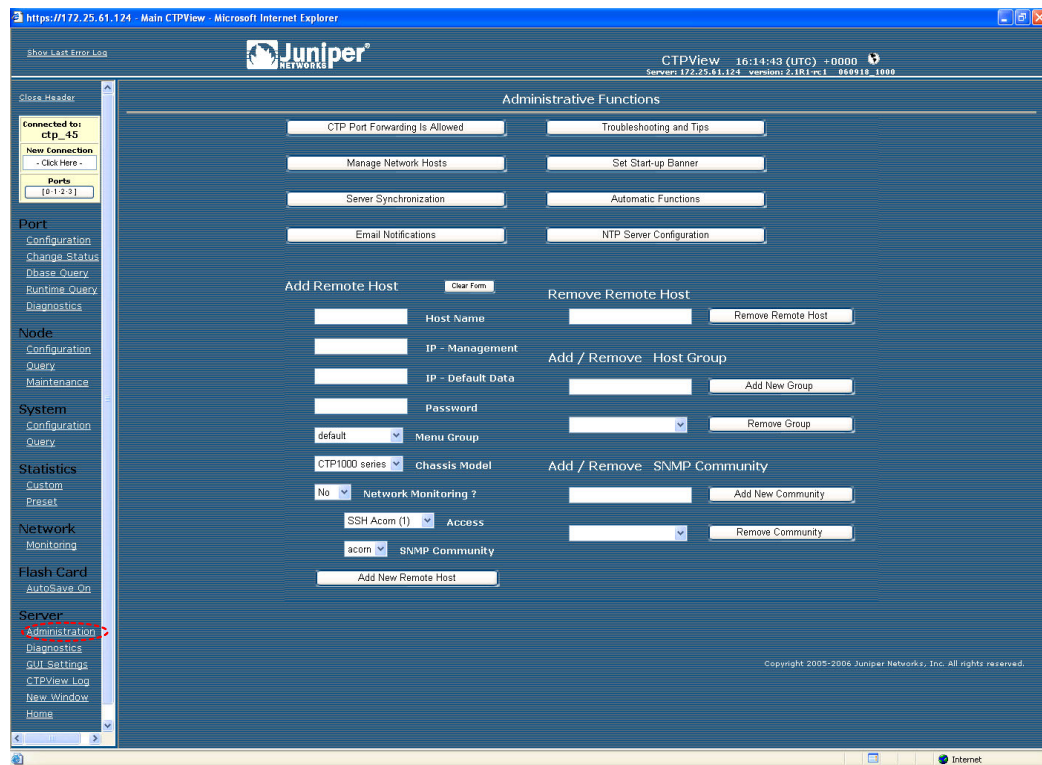 https://172.25.61.124 - Main CTPView - Microsoft Internet Explorer
Show Last Error Log
Juniper®
NETWORKS
CTPView 16:14:43 (UTC) +0000
Server: 172.25.61.124 version: 2.1R1-rc1 060918_1000
Close Header
Connected to:
ctp_45
New Connection
- Click Here -
Ports
[0-1-2-3]
Port
Configuration
Change Status
Dbase Query
Runtime Query
Diagnostics
Node
Configuration
Query
Maintenance
System
Configuration
Query
Statistics
Custom
Preset
Network
Monitoring
Flash Card
AutoSave On
Server
Administration
Diagnostics
GUI Settings
CTPView Log
New Window
Home
Administrative Functions
CTP Port Forwarding Is Allowed
Troubleshooting and Tips
Manage Network Hosts
Set Start-up Banner
Server Synchronization
Automatic Functions
Email Notifications
NTP Server Configuration
Add Remote Host
Clear Form
Host Name
IP - Management
IP - Default Data
Password
default
Menu Group
CTP1000 series
Chassis Model
No
Network Monitoring ?
SSH Acorn (1)
Access
acorn
SNMP Community
Add New Remote Host
Remove Remote Host
Remove Remote Host
Add / Remove Host Group
Add New Group
Remove Group
Add / Remove SNMP Community
Add New Community
Remove Community
Copyright 2005-2006 Juniper Networks, Inc. All rights reserved.
Internet